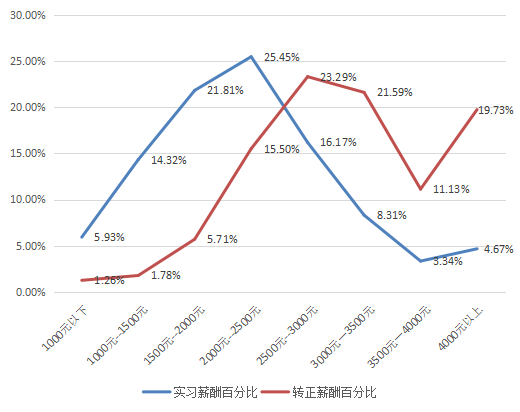 30.00%
25.00%
20.00%
15.00%
10.00%
5.00%
0.00%
5.93%
14.32%
21.81%
25.45%
16.17%
8.31%
3.34%
4.67%
1.26%
1.78%
5.71%
15.50%
23.29%
21.59%
11.13%
19.73%
1000元以下
1000元--1500元
1500元--2000元
2000元--2500元
2500元--3000元
3000元—3500元
3500元—4000元
4000元以上
实习薪酬百分比
转正薪酬百分比